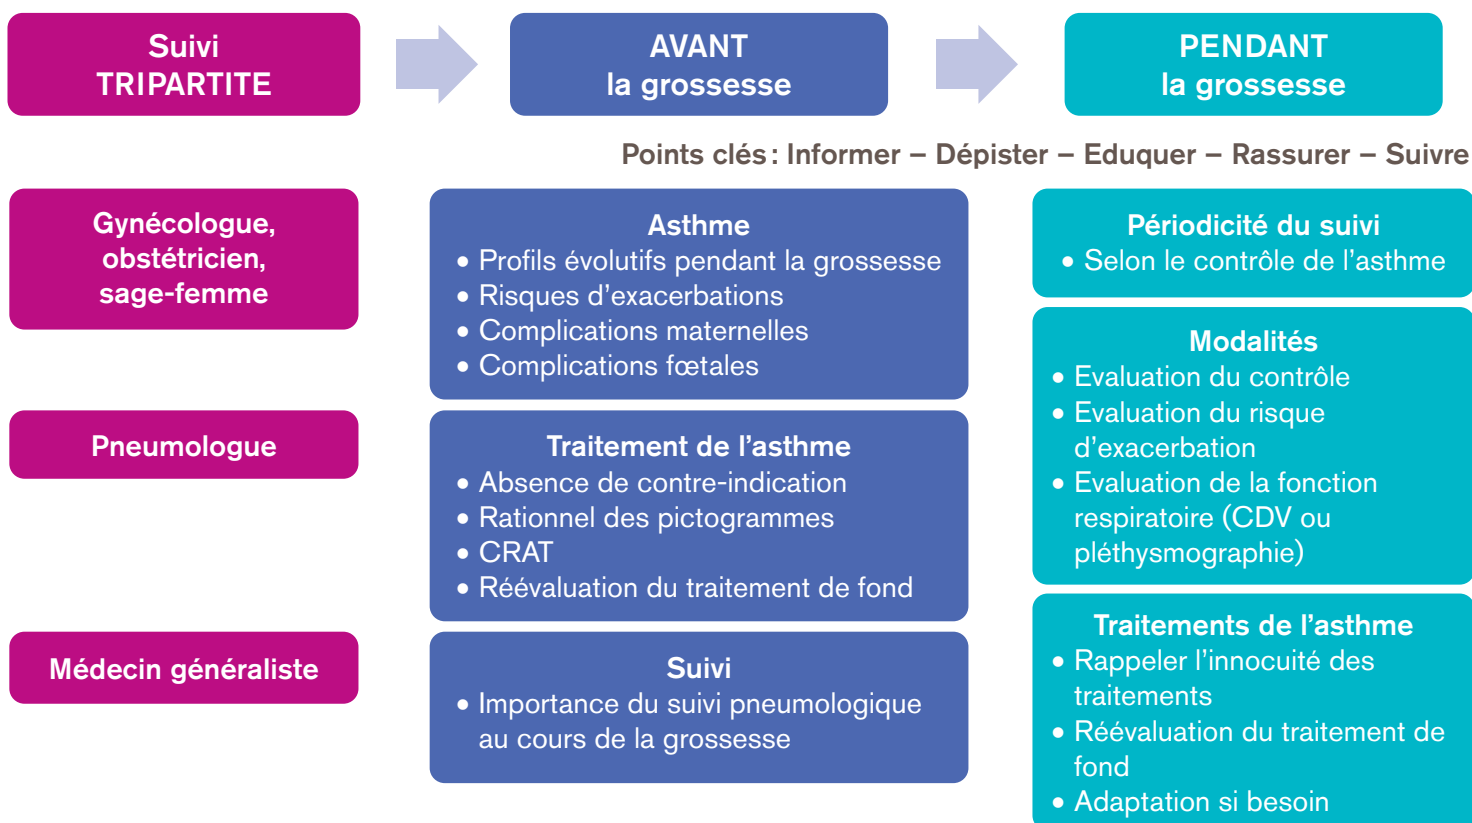 Suivi
TRIPARTITE
AVANT
la grossesse
PENDANT
la grossesse
Points clés : Informer – Dépister – Eduquer – Rassurer – Suivre
Gynécologue,
obstétricien,
sage-femme
Pneumologue
Médecin généraliste
Asthme
• Profils évolutifs pendant la grossesse
• Risques d’exacerbations
• Complications maternelles
• Complications fœtales
Traitement de l’asthme
• Absence de contre-indication
• Rationnel des pictogrammes
• CRAT
• Réévaluation du traitement de fond
Suivi
• Importance du suivi pneumologique
au cours de la grossesse
Périodicité du suivi
• Selon le contrôle de l’asthme
Modalités
• Evaluation du contrôle
• Evaluation du risque
d’exacerbation
• Evaluation de la fonction
respiratoire (CDV ou
pléthysmographie)
Traitements de l’asthme
• Rappeler l’innocuité des
traitements
• Réévaluation du traitement de
fond
• Adaptation si besoin